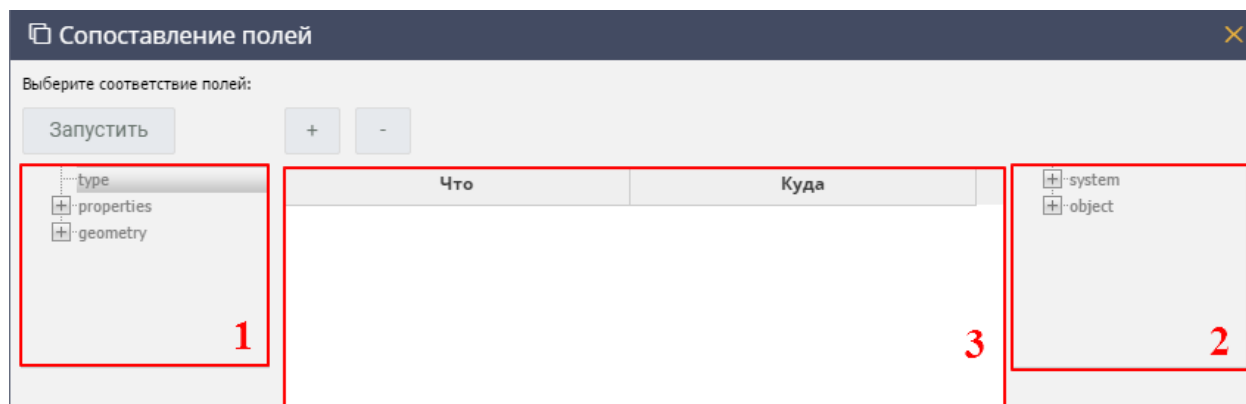 Сопоставление полей
Выберите соответствие полей:
Запустить
+
-
type
properties
geometry
1
Что
Куда
3
system
object
2